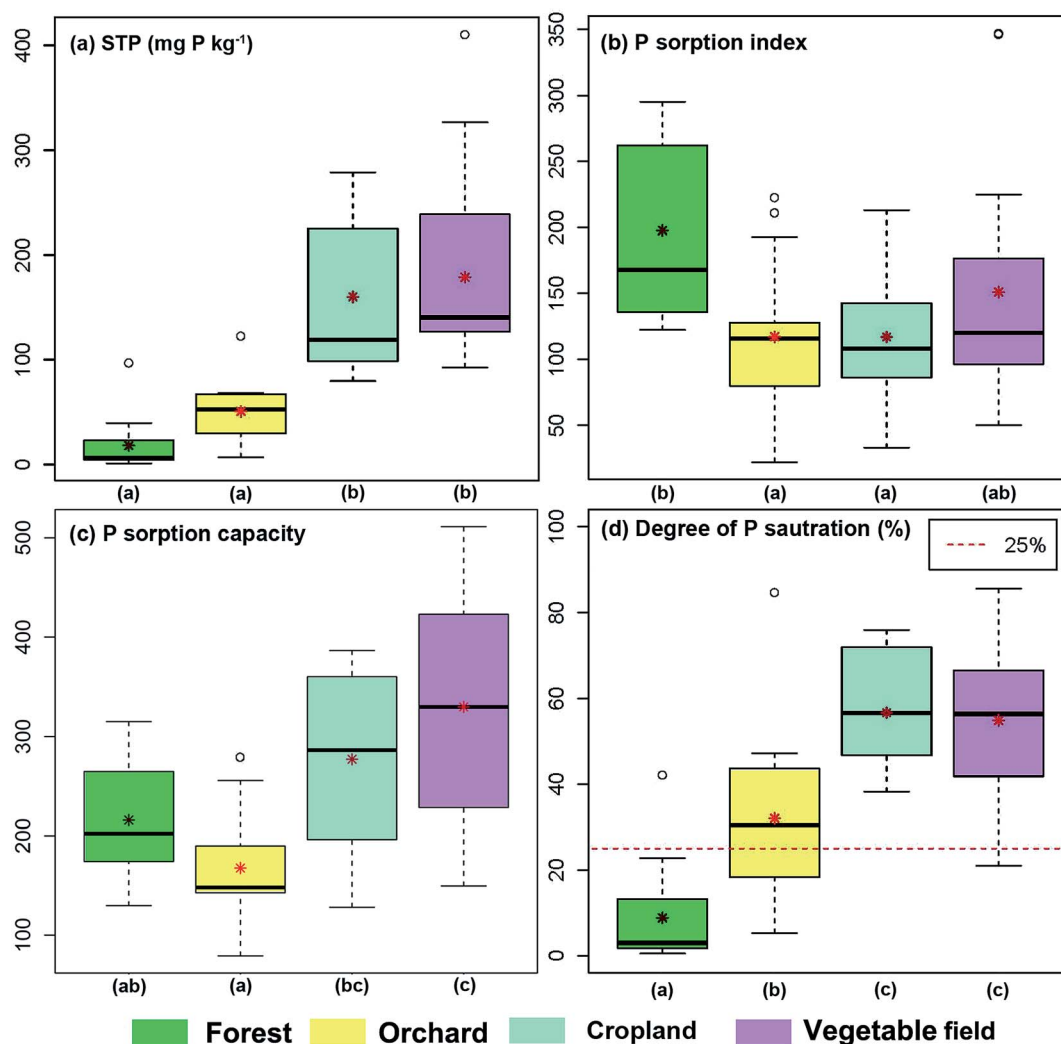 (a) STP (mg P kg⁻¹)
400
300
200
100
0
(a) (a) (b) (b)
(b) P sorption index
350
300
250
200
150
100
50
(b) (a) (a) (ab)
(c) P sorption capacity
500
400
300
200
100
(ab) (a) (bc) (c)
(d) Degree of P sautration (%)
25%
100
80
60
40
20
0
(a) (b) (c) (c)
Forest Orchard Cropland Vegetable field